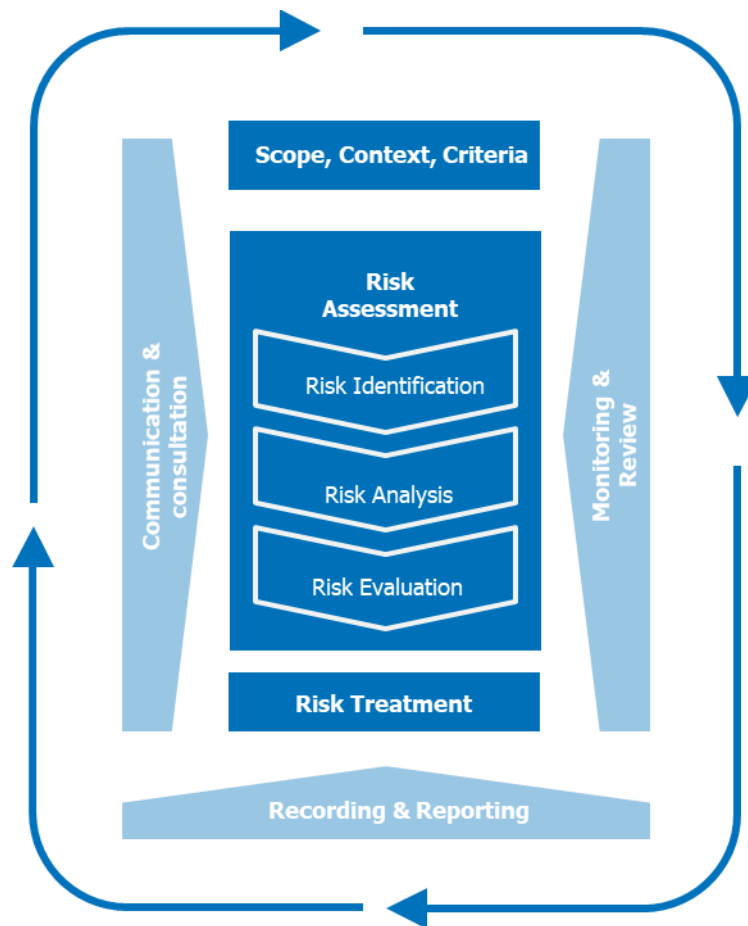 Scope, Context, Criteria
Risk
Assessment
Risk Identification
Risk Analysis
Risk Evaluation
Risk Treatment
Communication &
consultation
Monitoring &
Review
Recording & Reporting